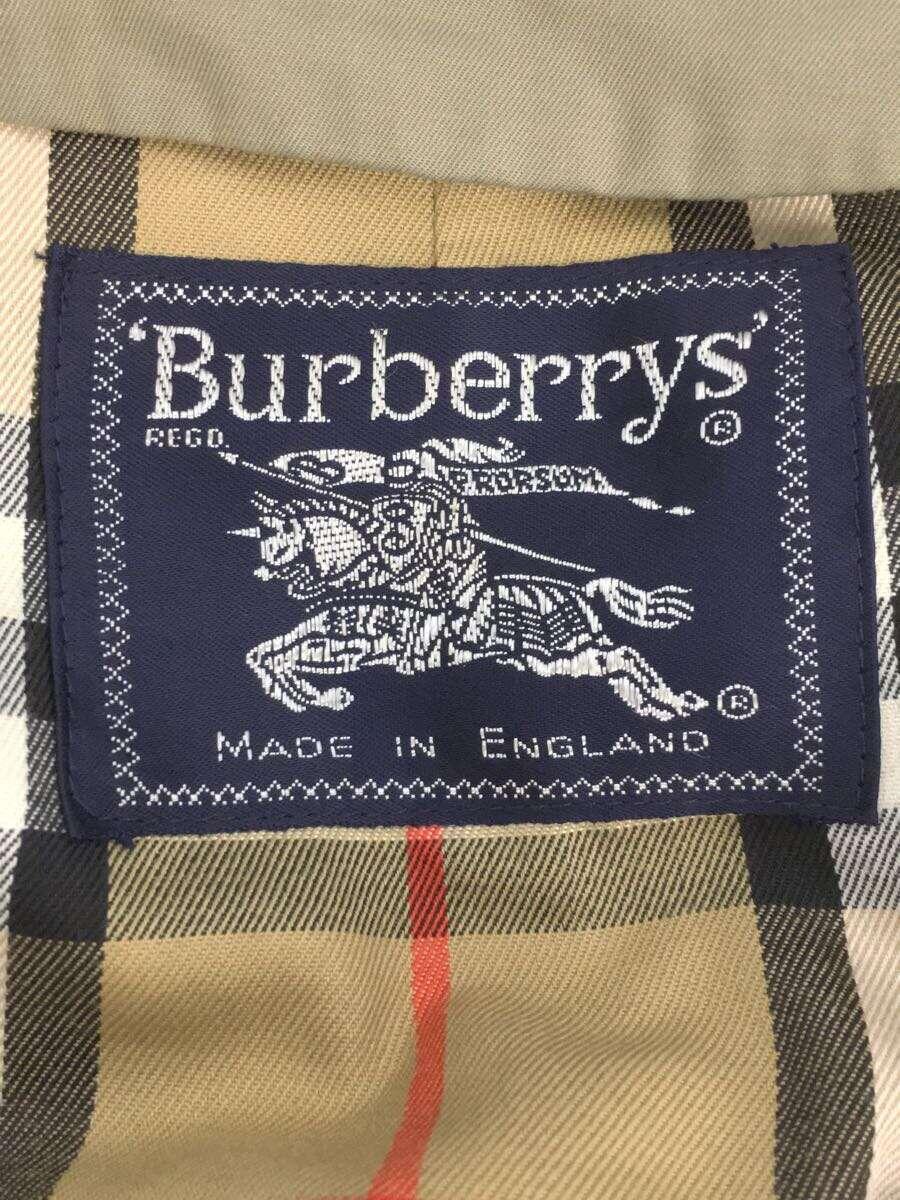 'Burberrys'
REGD. ®
PRORSUM
®
MADE IN ENGLAND